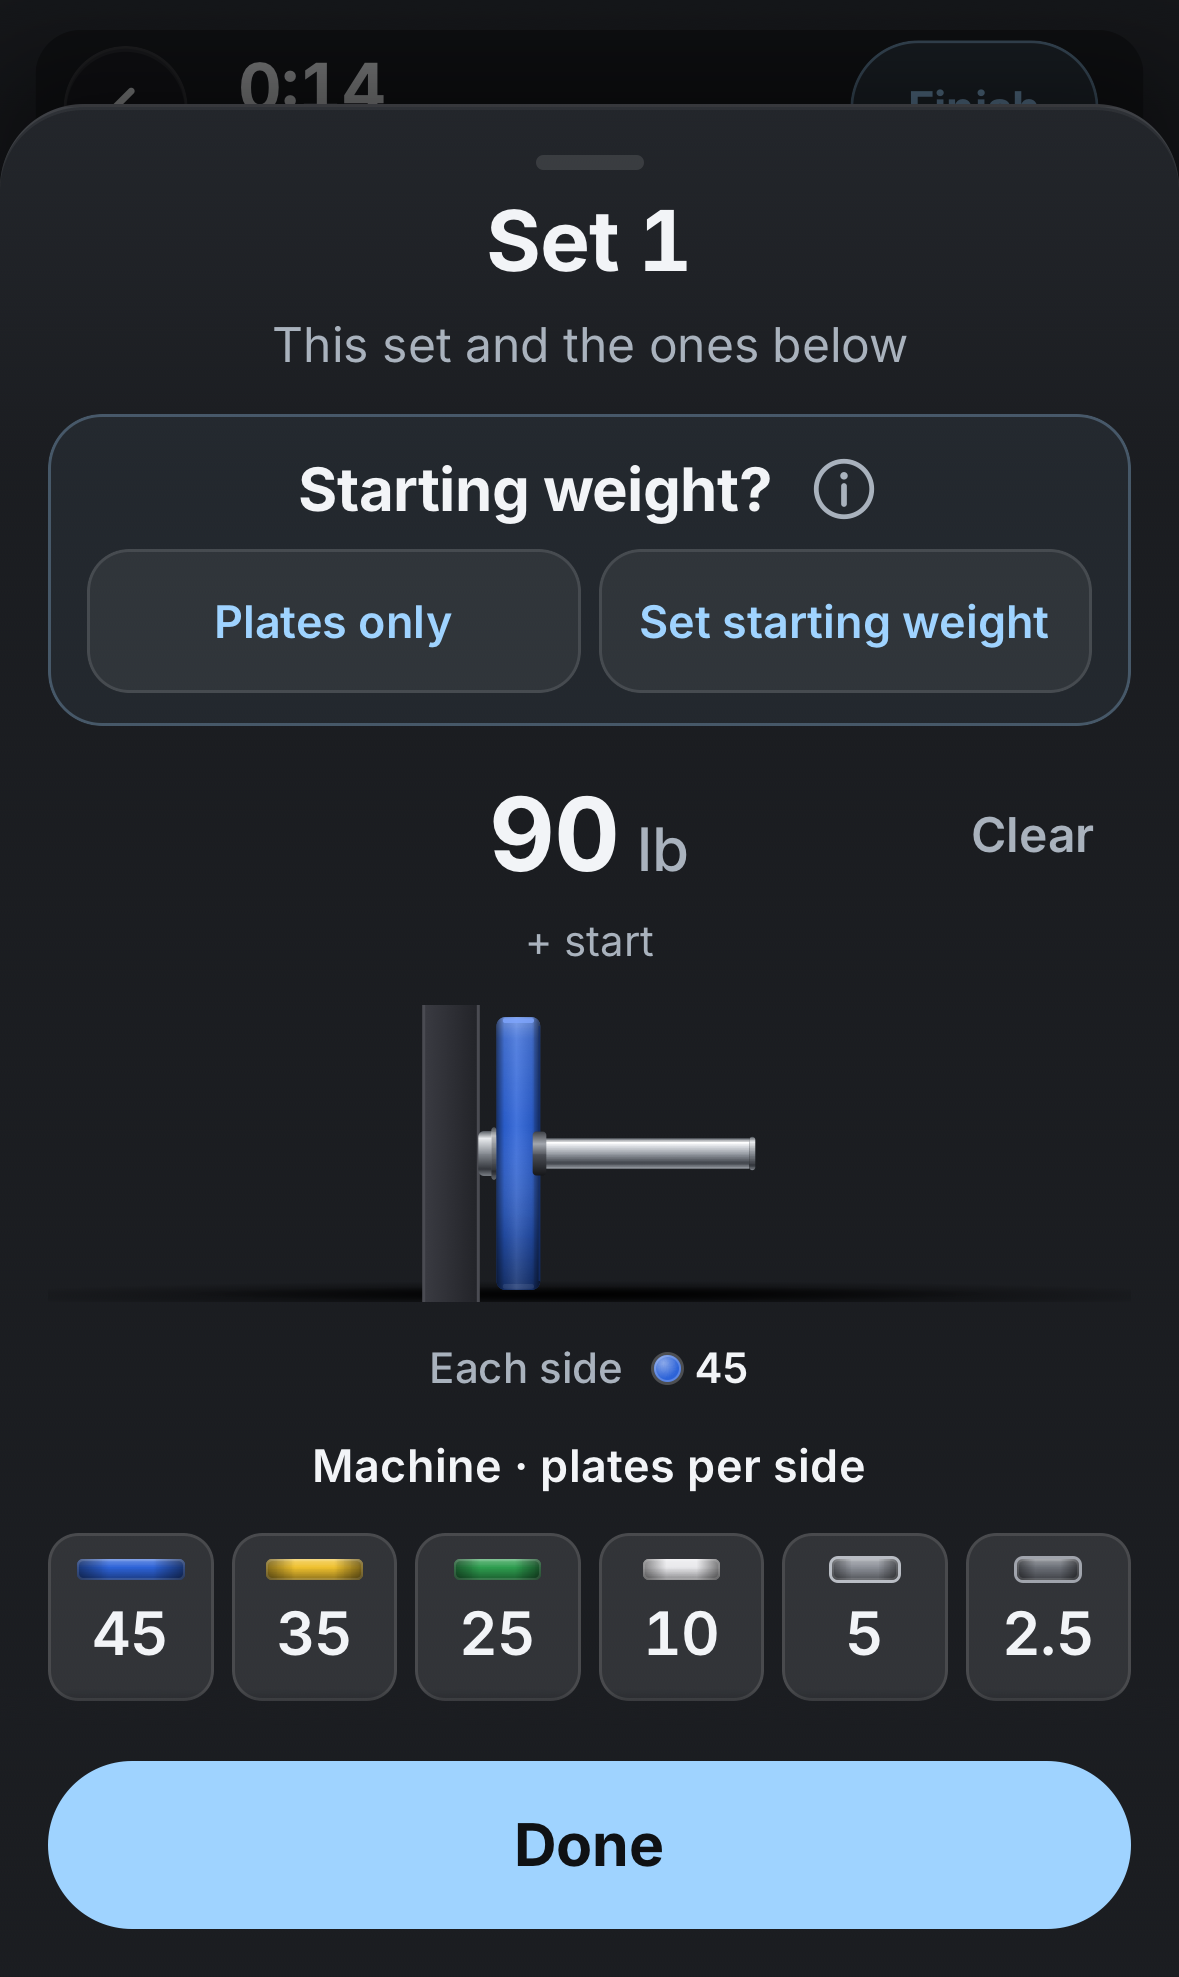 0:14
Finish
Set 1
This set and the ones below
Starting weight?
Plates only
Set starting weight
90 lb
Clear
+ start
Each side 45
Machine · plates per side
45 35 25 10 5 2.5
Done